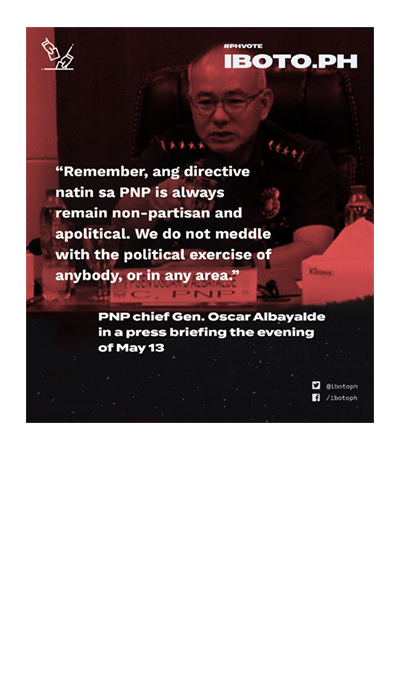 #PHVOTE
IBOTO.PH
“Remember, ang directive
natin sa PNP is always
remain non-partisan and
apolitical. We do not meddle
with the political exercise of
anybody, or in any area.”
C, PNP
PNP chief Gen. Oscar Albayalde
in a press briefing the evening
of May 13
@ibotoph
/ibotoph